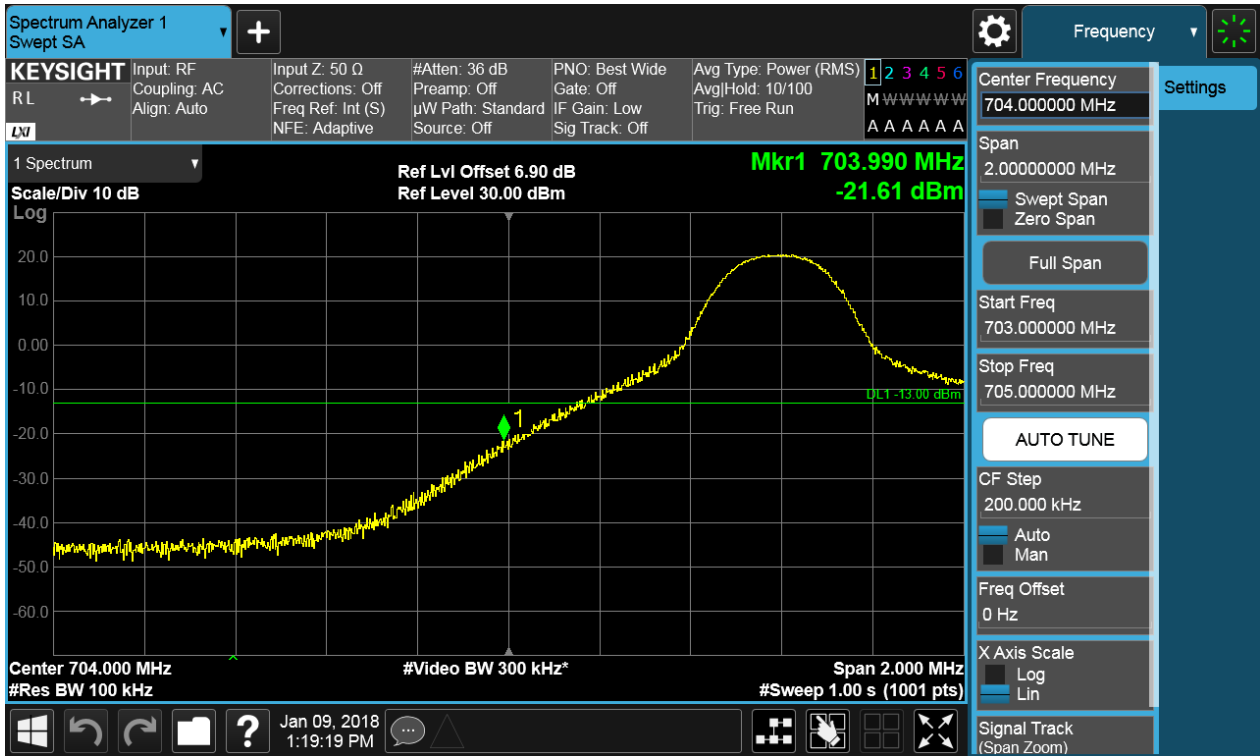 Spectrum Analyzer 1
Swept SA
Frequency
KEYSIGHT
R L
LXI
Input: RF
Coupling: AC
Align: Auto
Input Z: 50 Ω
Corrections: Off
Freq Ref: Int (S)
NFE: Adaptive
#Atten: 36 dB
Preamp: Off
µW Path: Standard
Source: Off
PNO: Best Wide
Gate: Off
IF Gain: Low
Sig Track: Off
Avg Type: Power (RMS)
Avg|Hold: 10/100
Trig: Free Run
1 2 3 4 5 6
M W W W W W
A A A A A A
1 Spectrum
Scale/Div 10 dB
Log
Ref Lvl Offset 6.90 dB
Ref Level 30.00 dBm
Mkr1 703.990 MHz
-21.61 dBm
20.0
10.0
0.00
-10.0
-20.0
-30.0
-40.0
-50.0
-60.0
DL1 -13.00 dBm
1
Center 704.000 MHz
#Res BW 100 kHz
#Video BW 300 kHz*
Span 2.000 MHz
#Sweep 1.00 s (1001 pts)
Center Frequency
704.000000 MHz
Settings
Span
2.00000000 MHz
Swept Span
Zero Span
Full Span
Start Freq
703.000000 MHz
Stop Freq
705.000000 MHz
AUTO TUNE
CF Step
200.000 kHz
Auto
Man
Freq Offset
0 Hz
X Axis Scale
Log
Lin
Signal Track
(Span Zoom)
?
Jan 09, 2018
1:19:19 PM